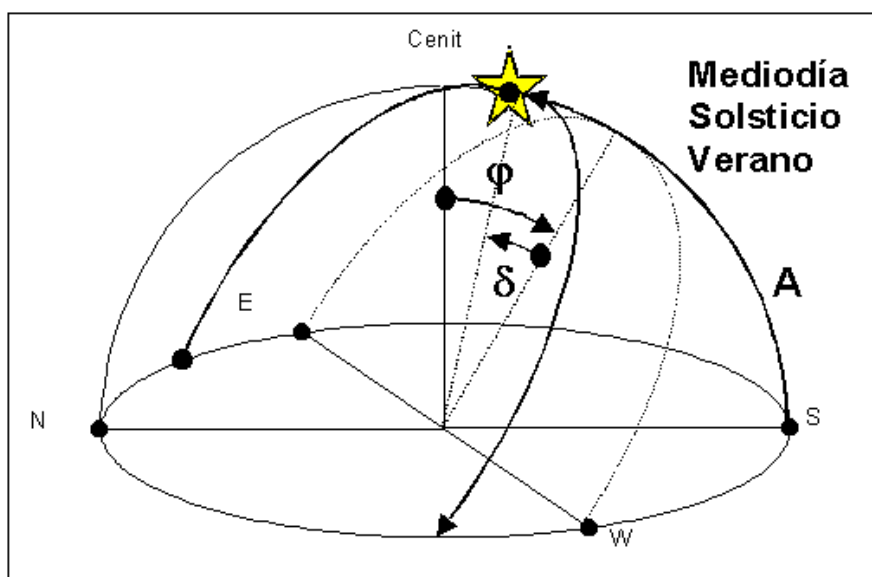 Cenit
Mediodía
Solsticio
Verano
φ
δ
A
E
N
S
W